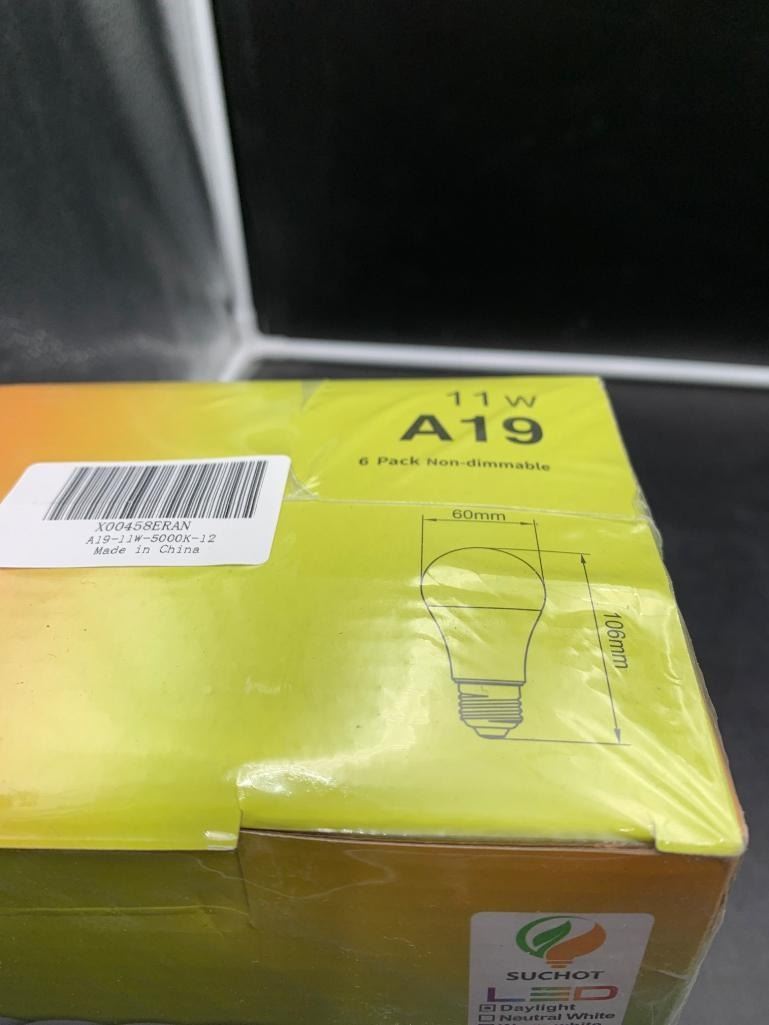 11W
A19
6 Pack Non-dimmable
X00458ERAN
A19-11W-5000K-12
Made in China
60mm
106mm
SUCHOT
LED
Daylight
Neutral White